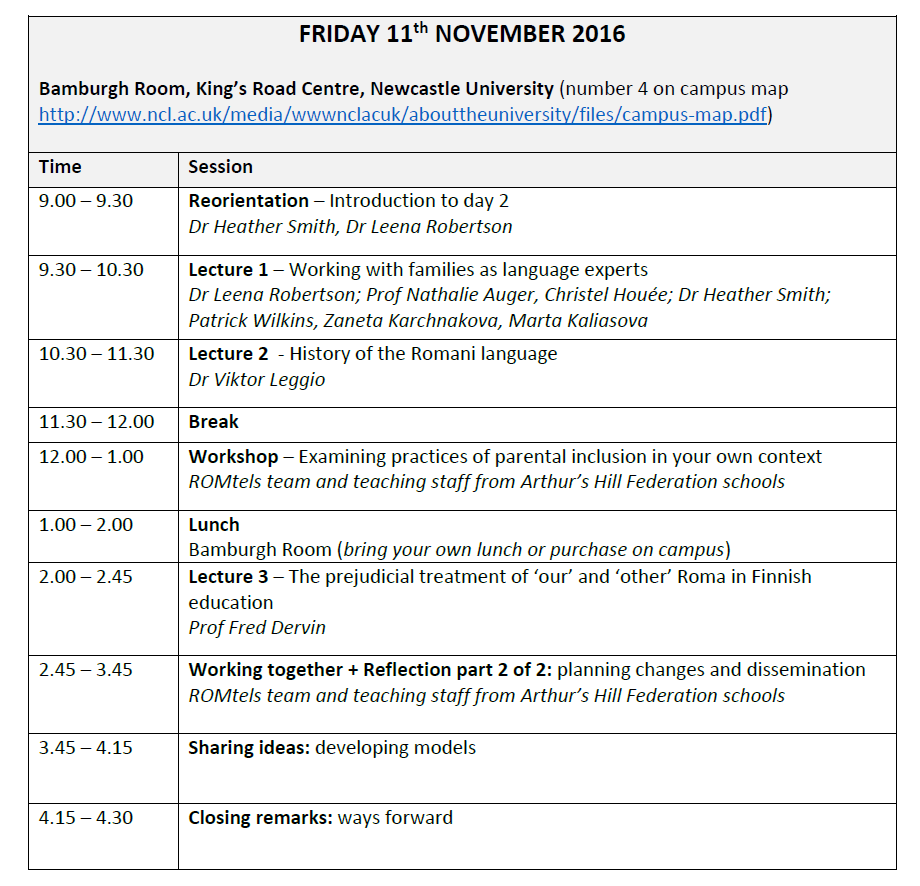 FRIDAY 11th NOVEMBER 2016
Bamburgh Room, King’s Road Centre, Newcastle University (number 4 on campus map
http://www.ncl.ac.uk/media/wwwnclacuk/abouttheuniversity/files/campus-map.pdf)
Time Session
9.00 – 9.30 Reorientation – Introduction to day 2
Dr Heather Smith, Dr Leena Robertson
9.30 – 10.30 Lecture 1 – Working with families as language experts
Dr Leena Robertson; Prof Nathalie Auger, Christel Houée; Dr Heather Smith;
Patrick Wilkins, Zaneta Karchnakova, Marta Kaliasova
10.30 – 11.30 Lecture 2 - History of the Romani language
Dr Viktor Leggio
11.30 – 12.00 Break
12.00 – 1.00 Workshop – Examining practices of parental inclusion in your own context
ROMtels team and teaching staff from Arthur’s Hill Federation schools
1.00 – 2.00 Lunch
Bamburgh Room (bring your own lunch or purchase on campus)
2.00 – 2.45 Lecture 3 – The prejudicial treatment of ‘our’ and ‘other’ Roma in Finnish
education
Prof Fred Dervin
2.45 – 3.45 Working together + Reflection part 2 of 2: planning changes and dissemination
ROMtels team and teaching staff from Arthur’s Hill Federation schools
3.45 – 4.15 Sharing ideas: developing models
4.15 – 4.30 Closing remarks: ways forward